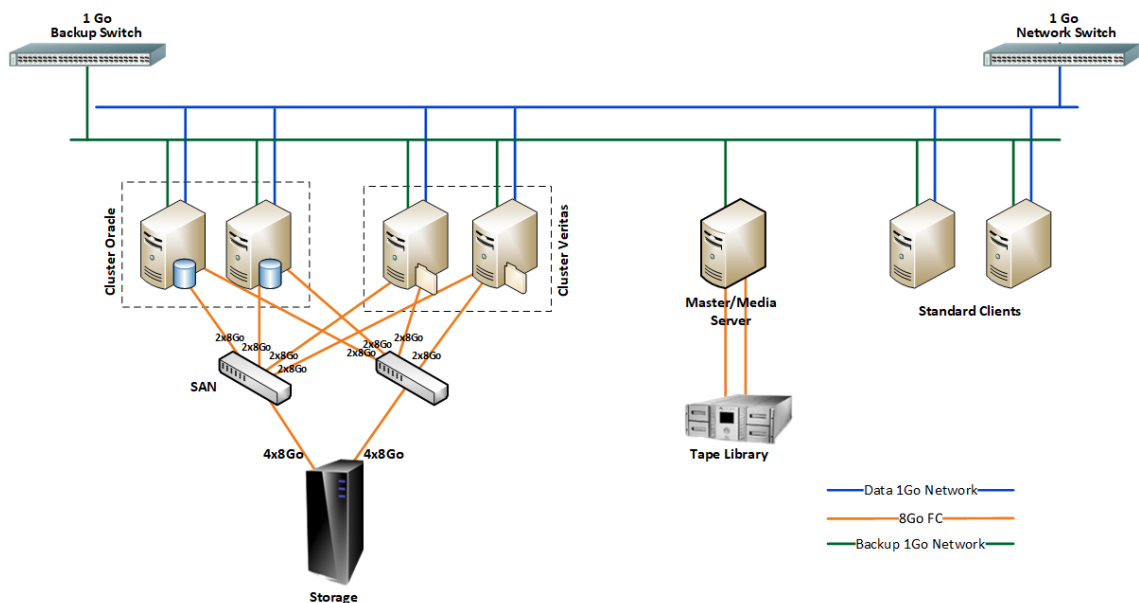 1 Go
Backup Switch
1 Go
Network Switch
Cluster Oracle
Cluster Veritas
Master/Media
Server
Standard Clients
2x8Go
2x8Go
2x8Go
2x8Go
2x8Go
2x8Go
2x8Go
2x8Go
SAN
4x8Go
4x8Go
Tape Library
Storage
Data 1Go Network
8Go FC
Backup 1Go Network